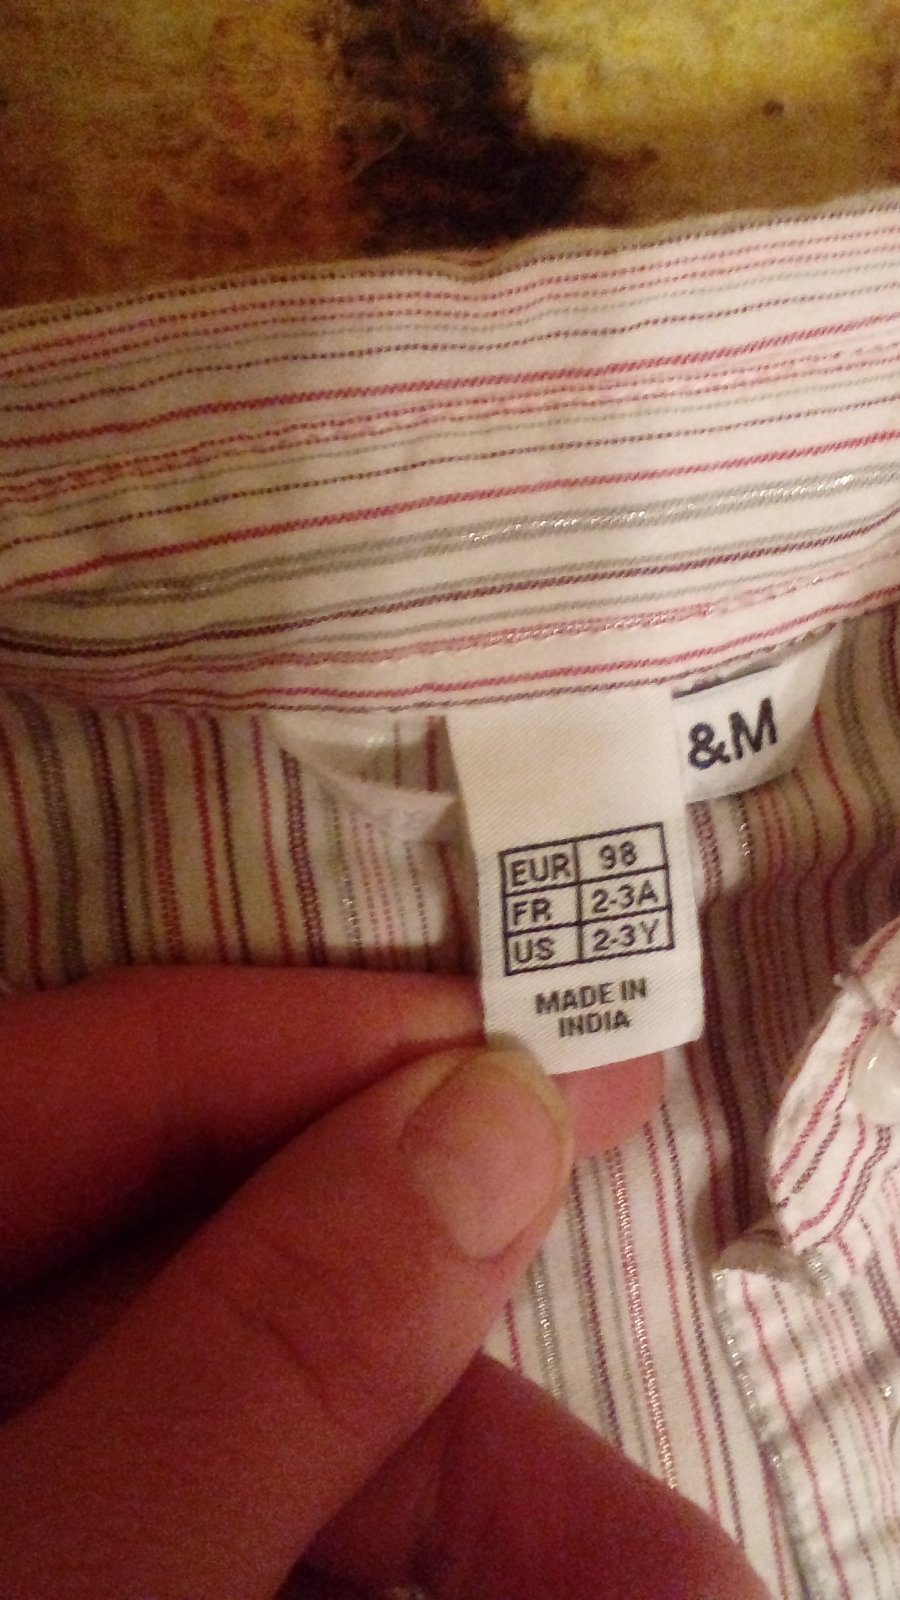 &M
EUR 98
FR 2-3A
US 2-3Y
MADE IN
INDIA